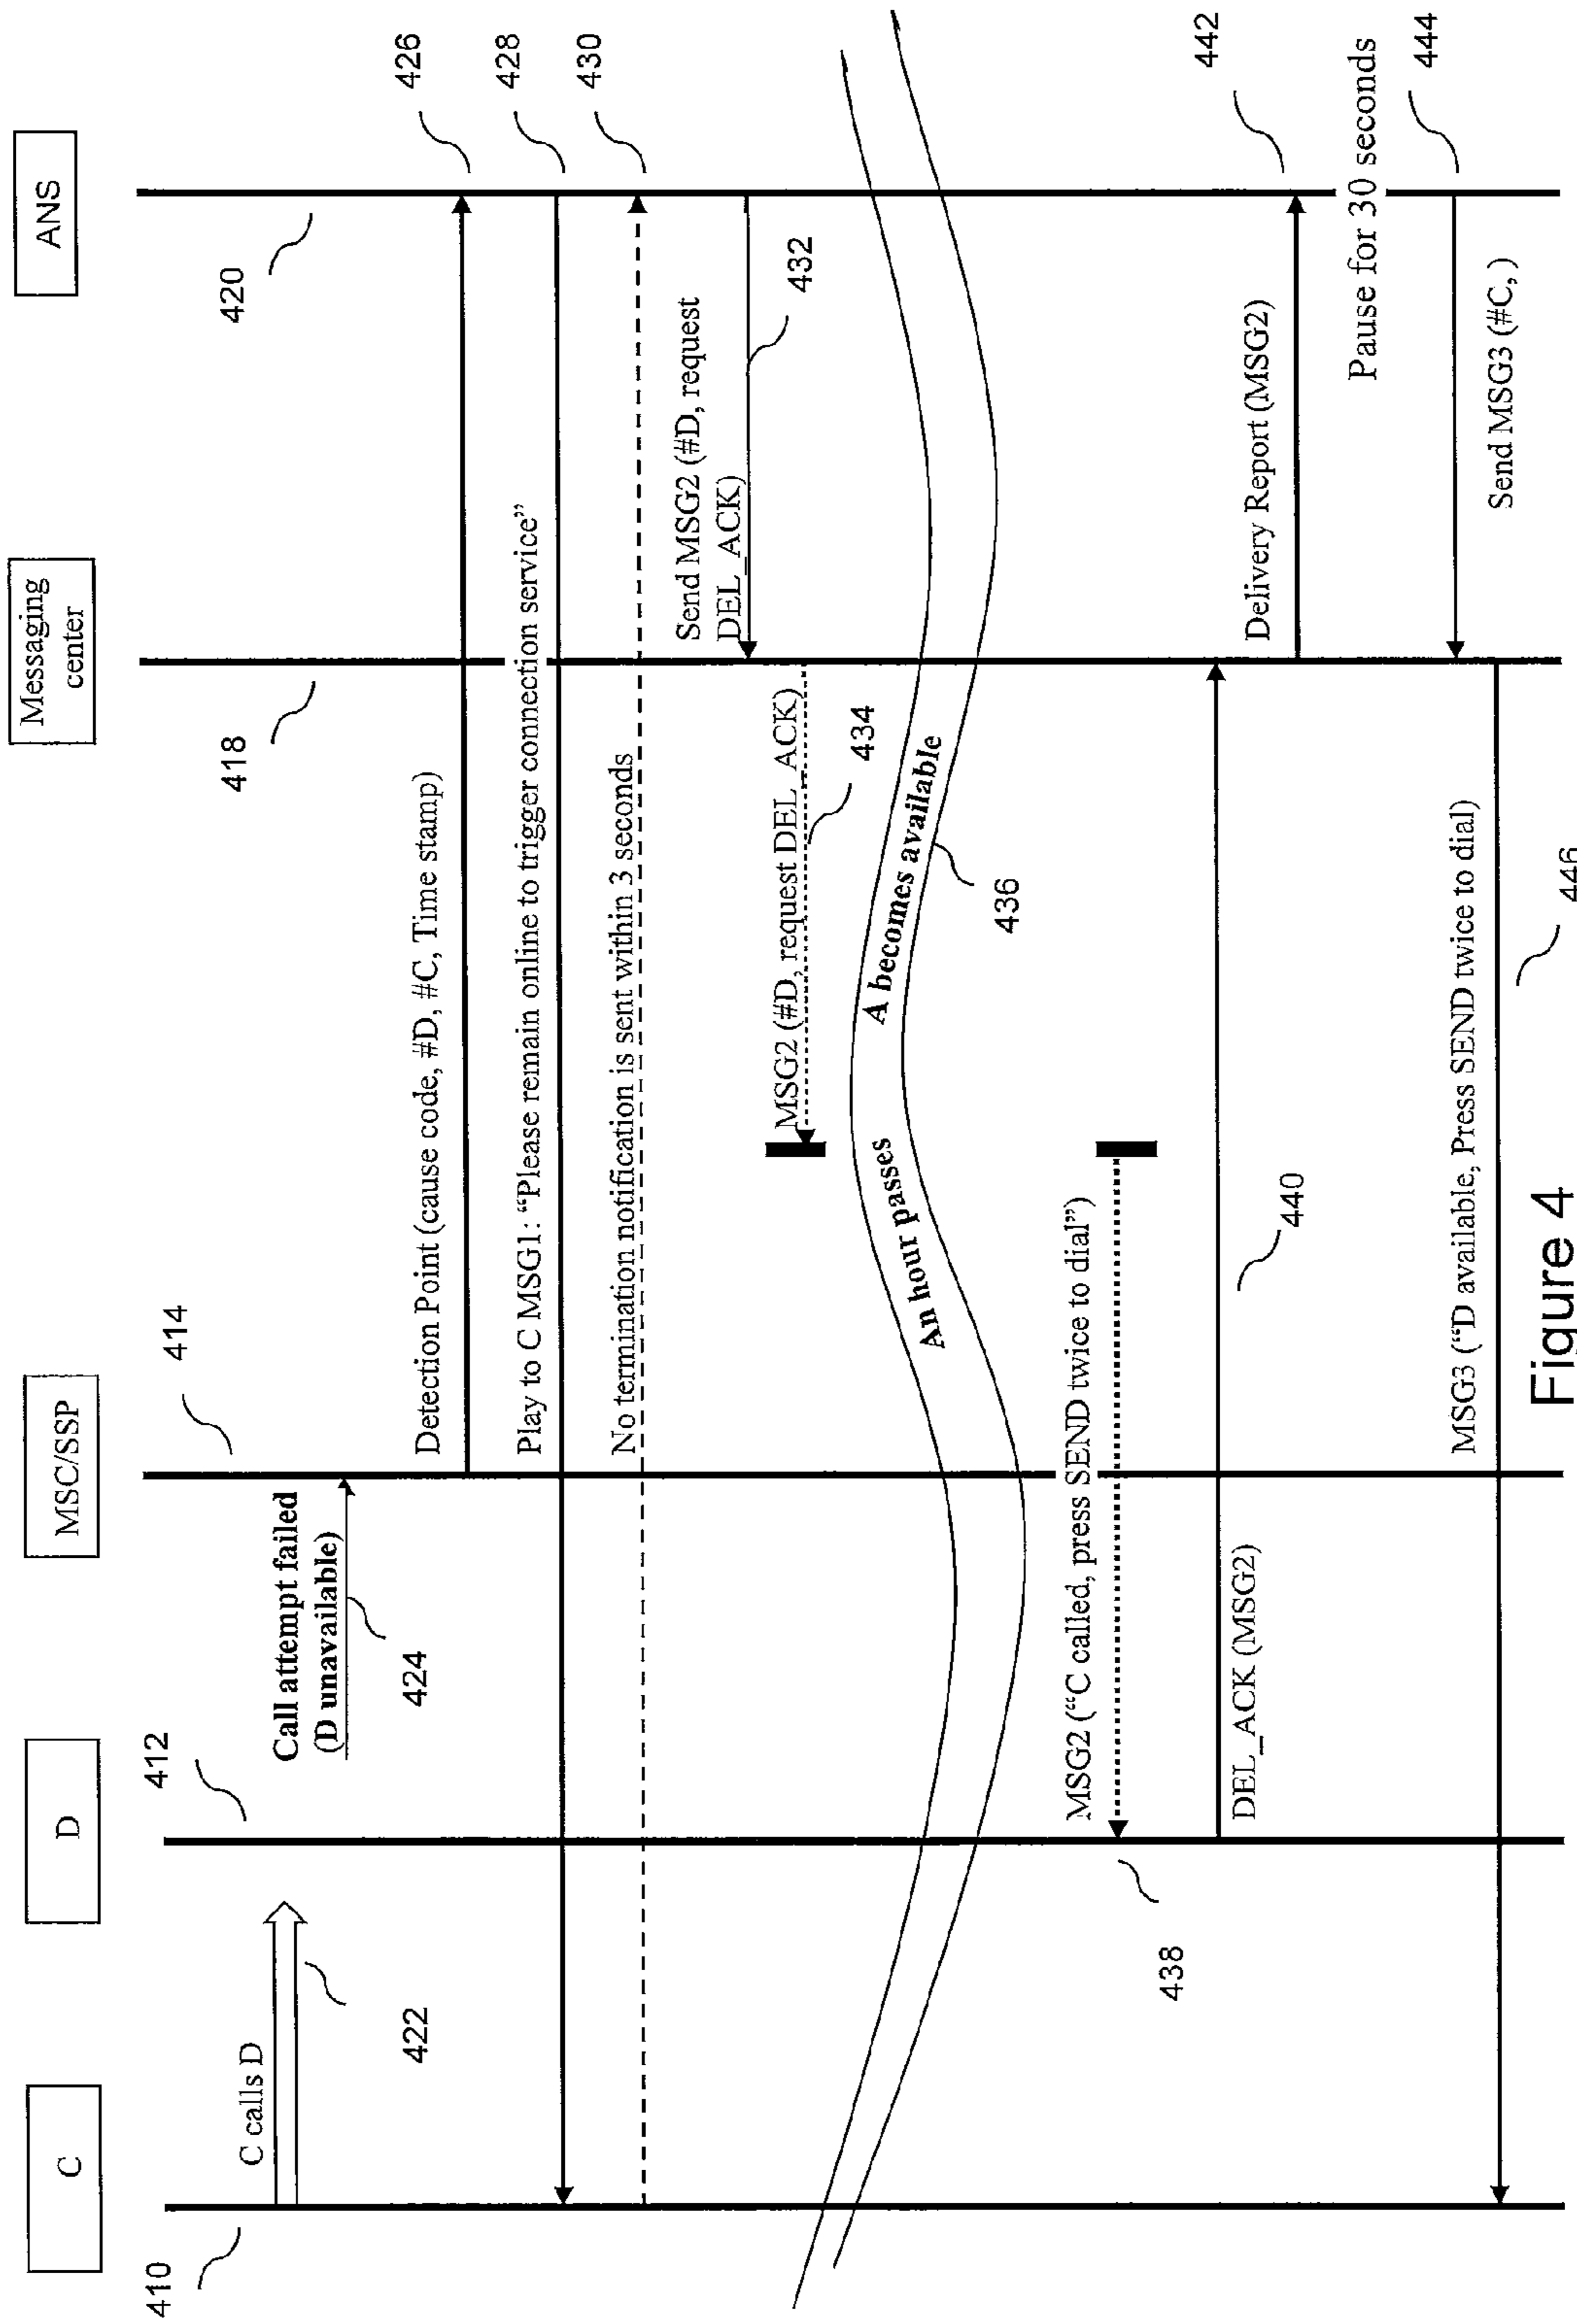 C
D
MSC/SSP
Messaging
center
ANS
410
412
414
418
420
C calls D
422
Call attempt failed
(D unavailable)
424
Detection Point (cause code, #D, #C, Time stamp)
426
Play to C MSG1: “Please remain online to trigger connection service”
428
No termination notification is sent within 3 seconds
430
Send MSG2 (#D, request
DEL_ACK)
432
MSG2 (#D, request DEL_ACK)
434
An hour passes
A becomes available
436
MSG2 (“C called, press SEND twice to dial”)
438
DEL_ACK (MSG2)
440
Delivery Report (MSG2)
442
Pause for 30 seconds
444
Send MSG3 (#C, )
MSG3 (“D available, Press SEND twice to dial)
446
Figure 4